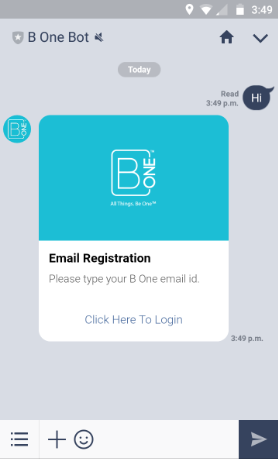 3:49
B One Bot
Today
Read
3:49 p.m.
Hi
B ONE
B ONE
All Things. Be One™
Email Registration
Please type your B One email id.
Click Here To Login
3:49 p.m.